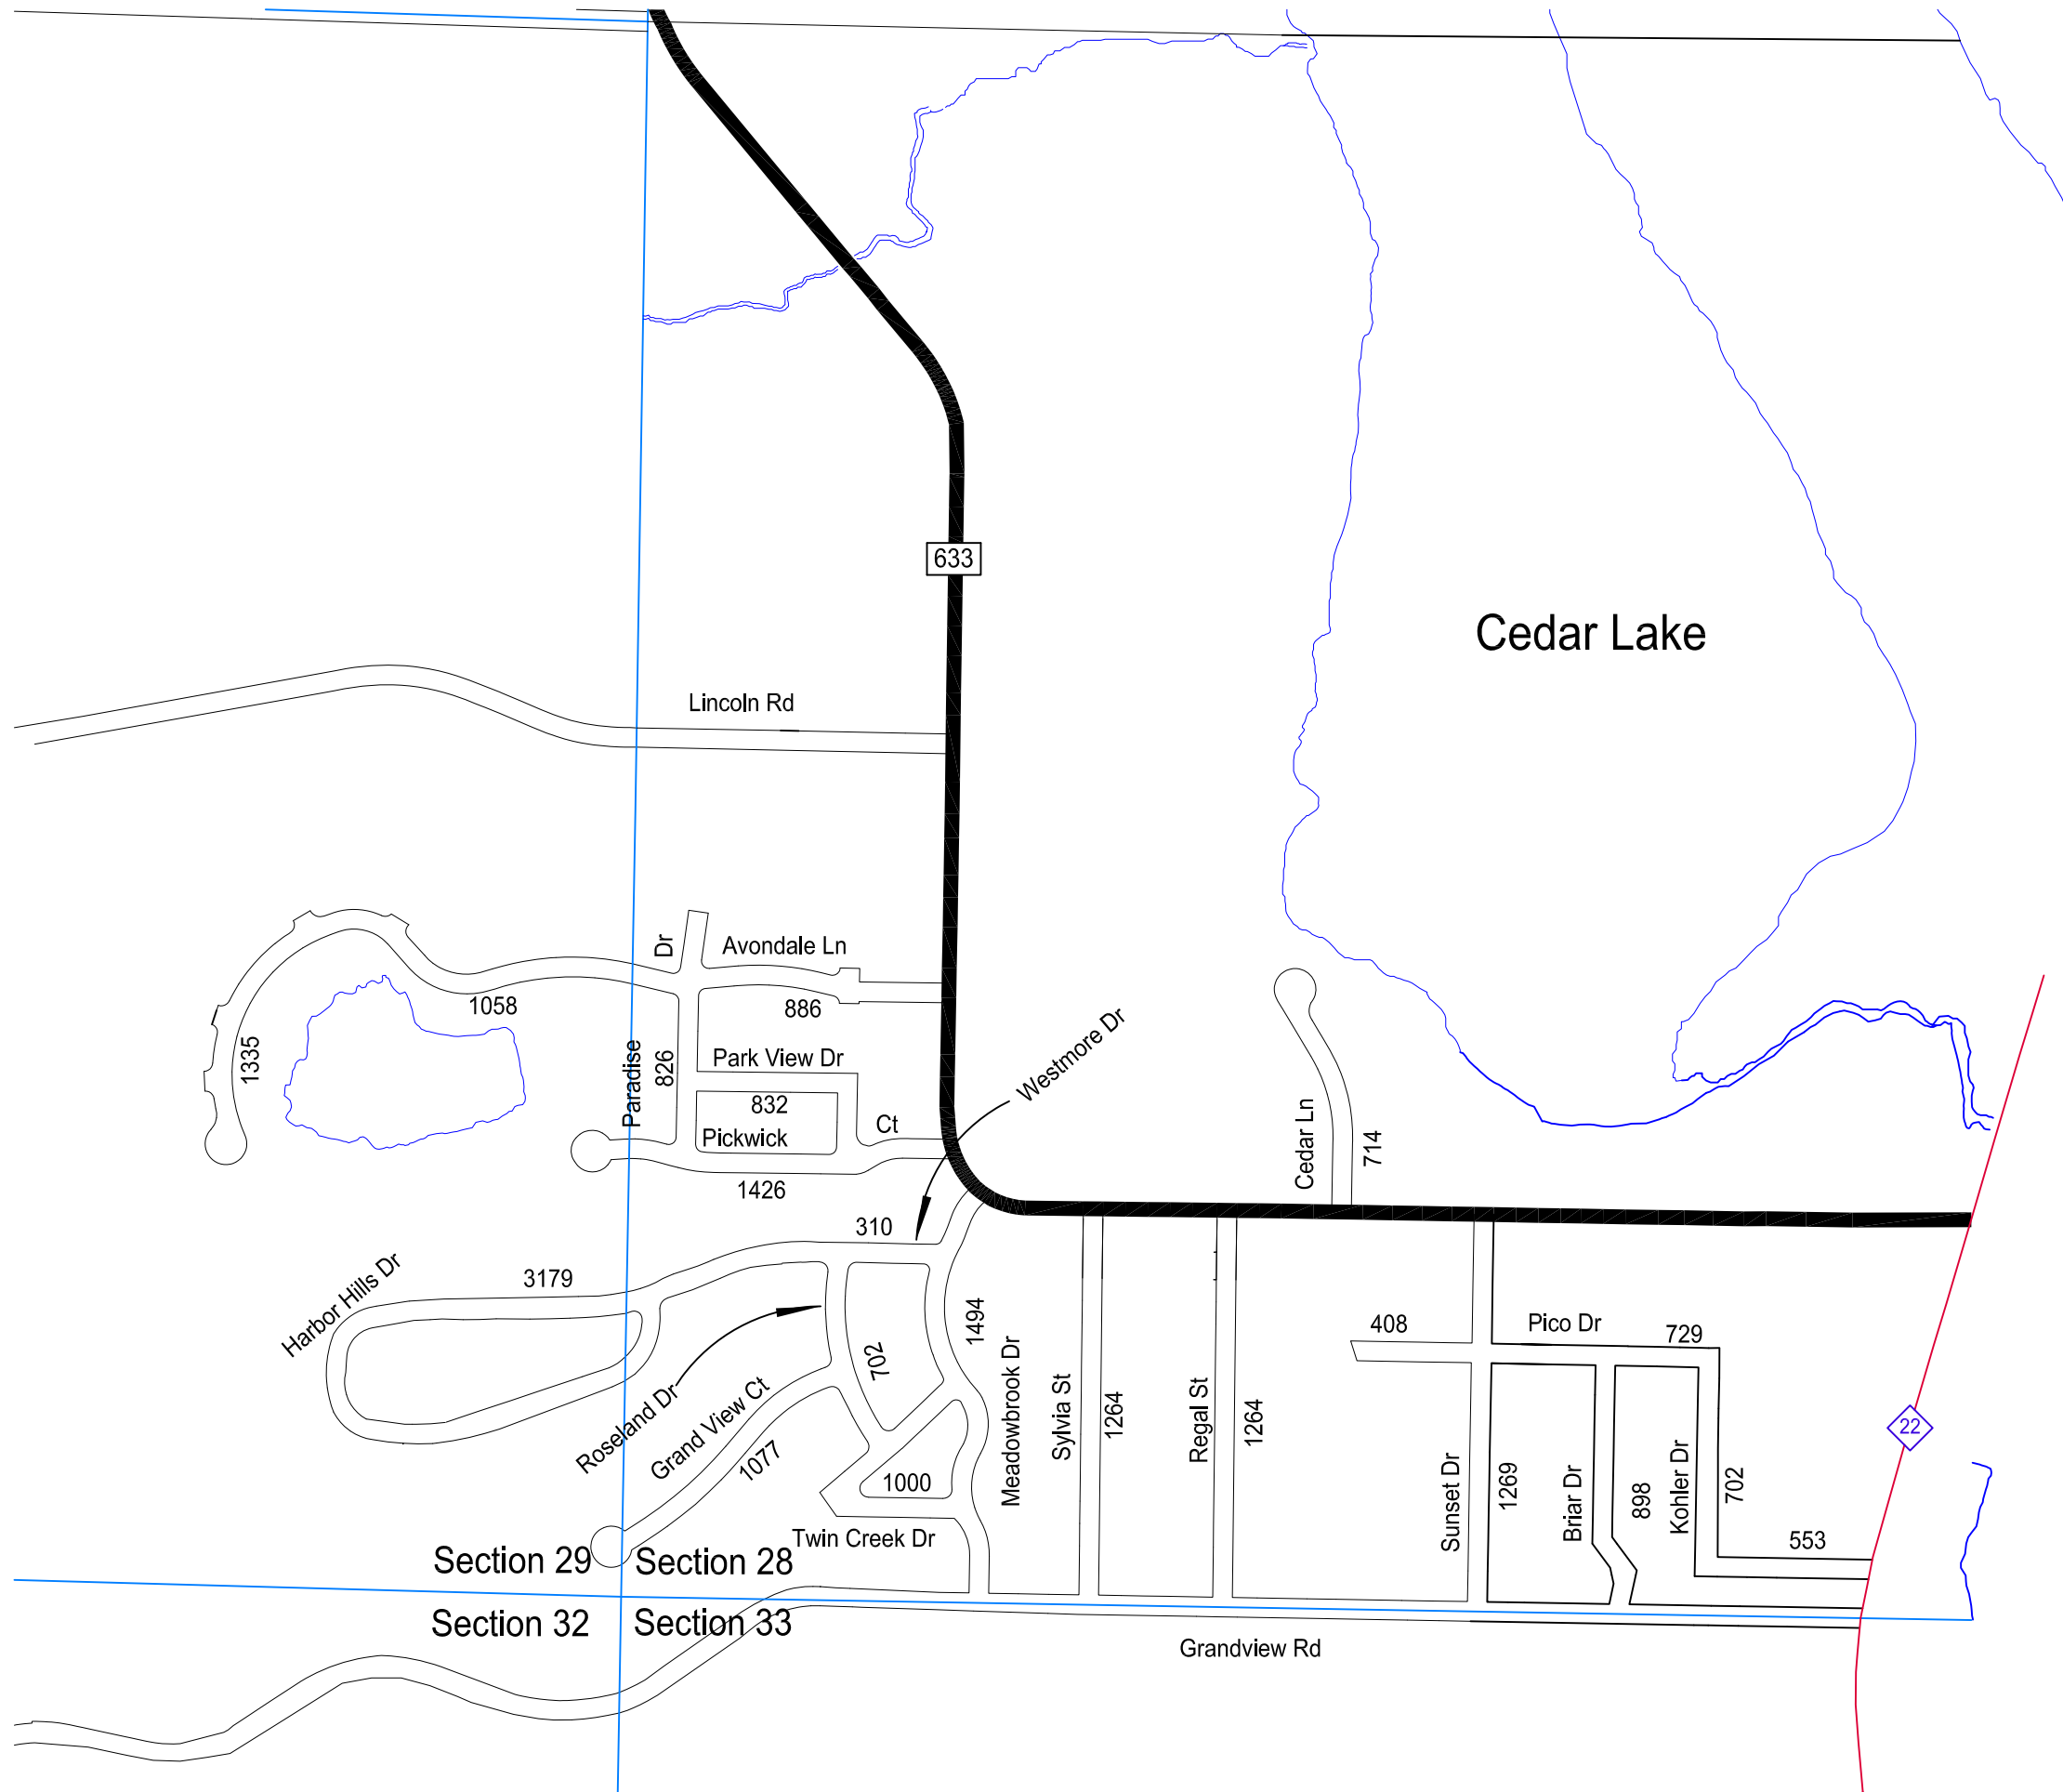 633
Cedar Lake
Lincoln Rd
Dr
Avondale Ln
1058
886
Westmore Dr
1335
Paradise
826
Park View Dr
832
Ct
Pickwick
Cedar Ln
714
1426
310
Harbor Hills Dr
3179
1494
408
Pico Dr
729
702
Meadowbrook Dr
Roseland Dr
Grand View Ct
1077
Sylvia St
1264
Regal St
1264
22
1000
Sunset Dr
1269
Briar Dr
898
Kohler Dr
702
Twin Creek Dr
553
Section 29
Section 28
Section 32
Section 33
Grandview Rd